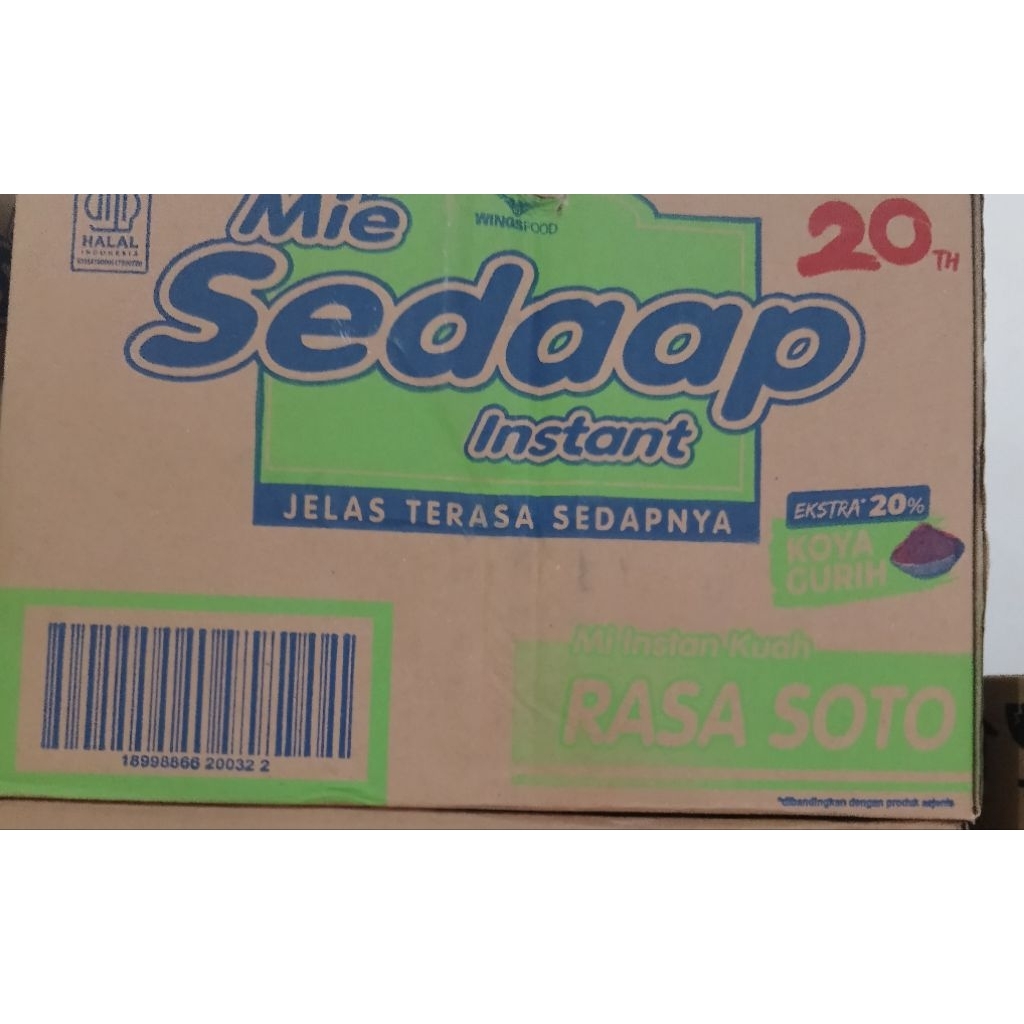 HALAL
INDONESIA
Mie
WINGSFOOD
20TH
Sedaap
Instant
JELAS TERASA SEDAPNYA
EKSTRA* 20%
KOYA
GURIH
Mi Instan Kuah
RASA SOTO
18998866 20032 2
*dibandingkan dengan produk sejenis